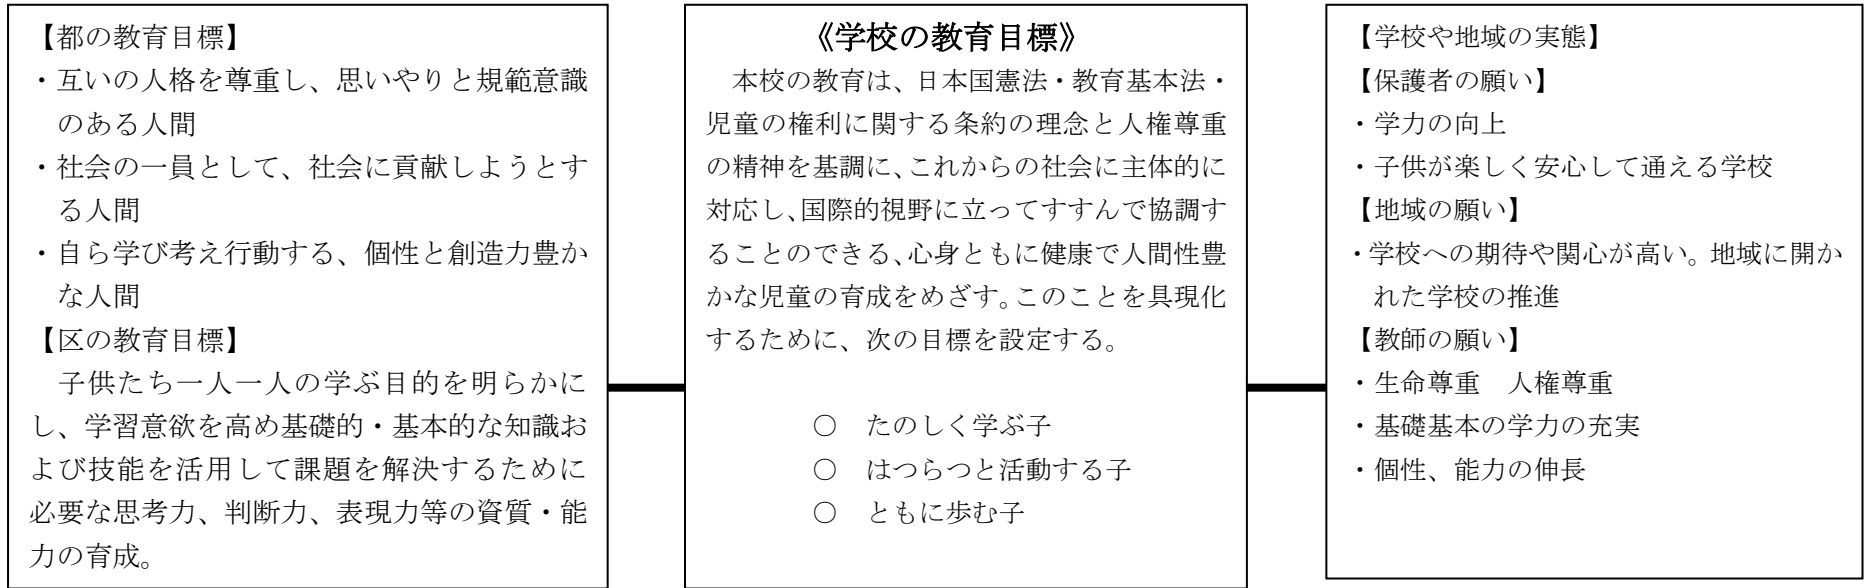 【都の教育目標】
・互いの人格を尊重し、思いやりと規範意識
のある人間
・社会の一員として、社会に貢献しようとす
る人間
・自ら学び考え行動する、個性と創造力豊か
な人間
【区の教育目標】
子供たち一人一人の学ぶ目的を明らかに
し、学習意欲を高め基礎的・基本的な知識お
よび技能を活用して課題を解決するために
必要な思考力、判断力、表現力等の資質・能
力の育成。
《学校の教育目標》
本校の教育は、日本国憲法・教育基本法・
児童の権利に関する条約の理念と人権尊重
の精神を基調に、これからの社会に主体的に
対応し、国際的視野に立ってすすんで協調す
ることのできる、心身ともに健康で人間性豊
かな児童の育成をめざす。このことを具現化
するために、次の目標を設定する。
○　たのしく学ぶ子
○　はつらつと活動する子
○　ともに歩む子
【学校や地域の実態】
【保護者の願い】
・学力の向上
・子供が楽しく安心して通える学校
【地域の願い】
・学校への期待や関心が高い。地域に開か
れた学校の推進
【教師の願い】
・生命尊重　人権尊重
・基礎基本の学力の充実
・個性、能力の伸長